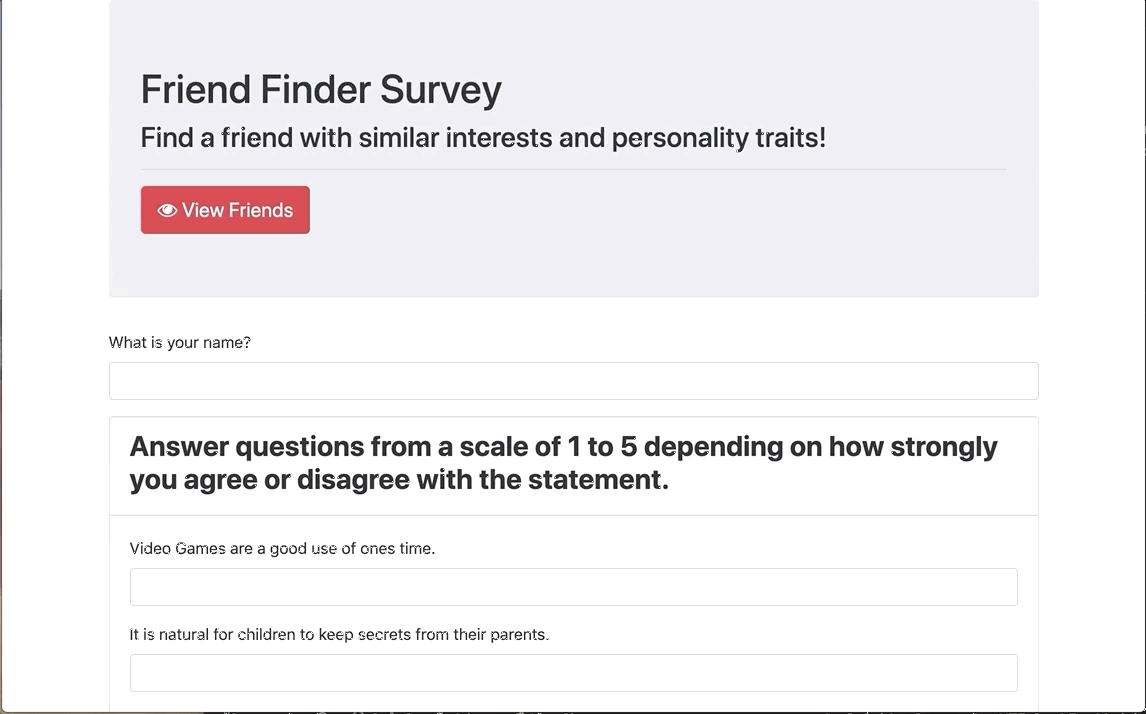 Friend Finder Survey
Find a friend with similar interests and personality traits!
View Friends
What is your name?
Answer questions from a scale of 1 to 5 depending on how strongly
you agree or disagree with the statement.
Video Games are a good use of ones time.
It is natural for children to keep secrets from their parents.